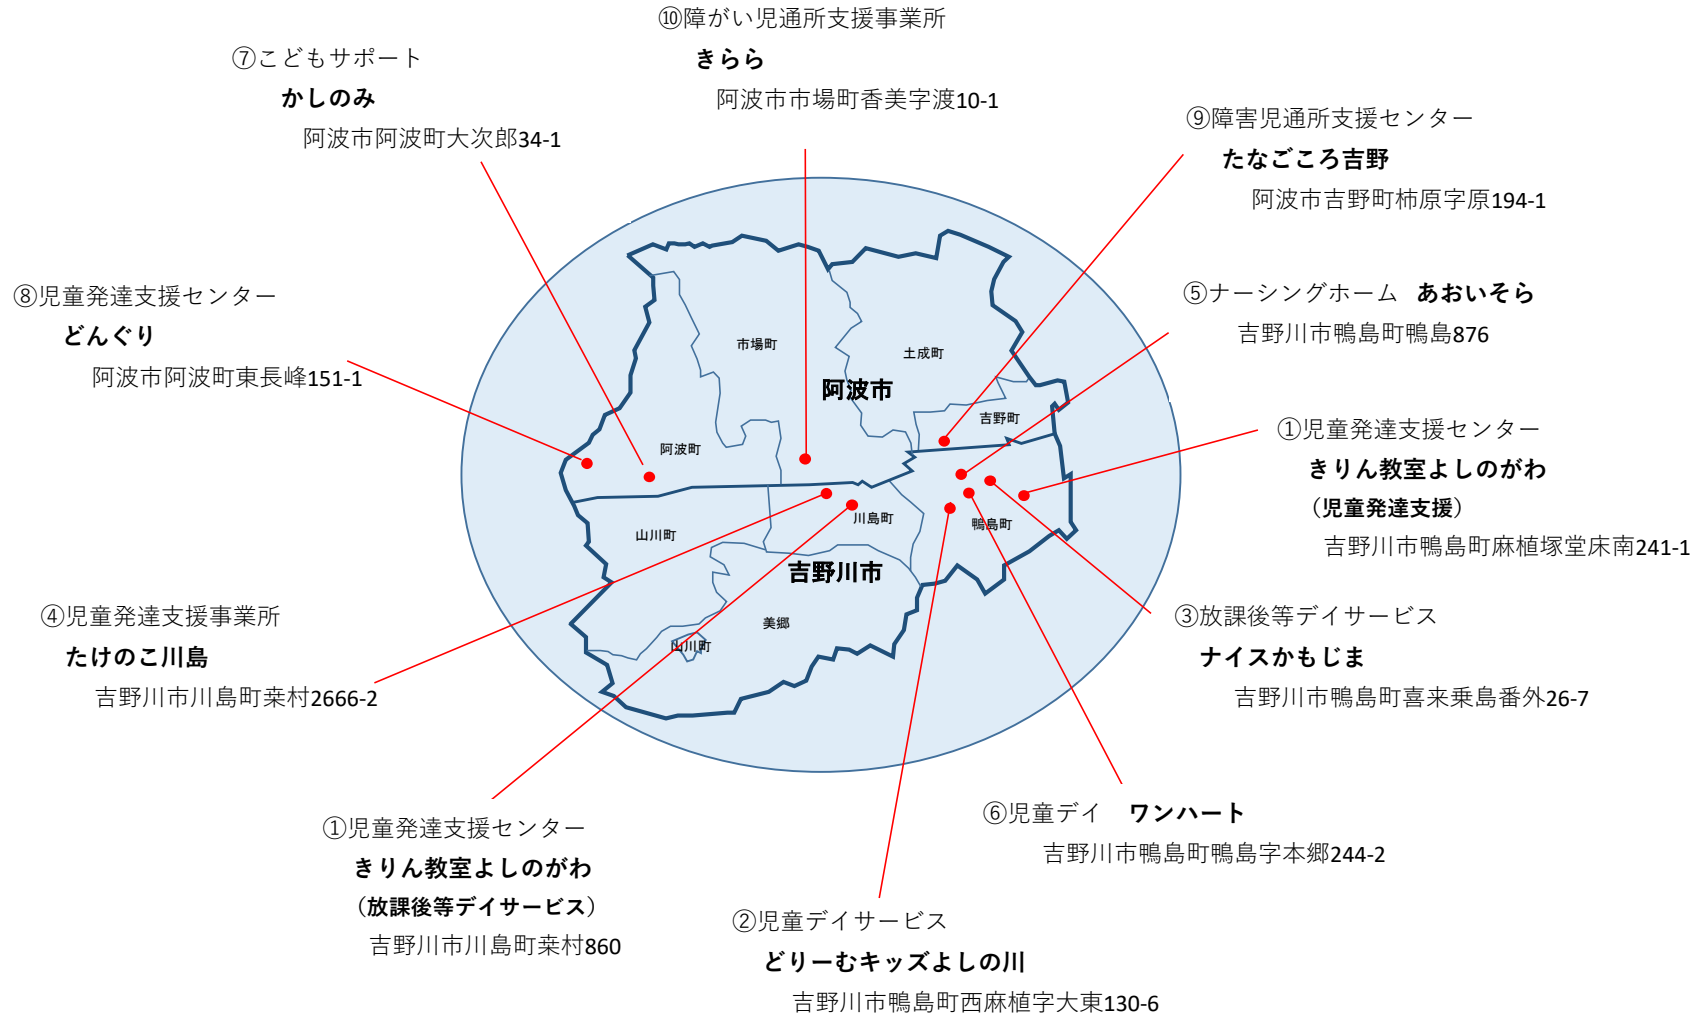 ⑩障がい児通所支援事業所
きらら
阿波市市場町香美字渡10-1
⑦こどもサポート
かしのみ
阿波市阿波町大次郎34-1
⑨障害児通所支援センター
たなごころ吉野
阿波市吉野町柿原字原194-1
⑧児童発達支援センター
どんぐり
阿波市阿波町東長峰151-1
⑤ナーシングホーム　あおいそら
吉野川市鴨島町鴨島876
市場町
土成町
阿波市
吉野町
阿波町
①児童発達支援センター
きりん教室よしのがわ
（児童発達支援）
吉野川市鴨島町麻植塚堂床南241-1
川島町
鴨島町
山川町
吉野川市
美郷
山川町
④児童発達支援事業所
たけのこ川島
吉野川市川島町桒村2666-2
③放課後等デイサービス
ナイスかもじま
吉野川市鴨島町喜来乗島番外26-7
①児童発達支援センター
きりん教室よしのがわ
（放課後等デイサービス）
吉野川市川島町桒村860
⑥児童デイ　ワンハート
吉野川市鴨島町鴨島字本郷244-2
②児童デイサービス
どりーむキッズよしの川
吉野川市鴨島町西麻植字大東130-6